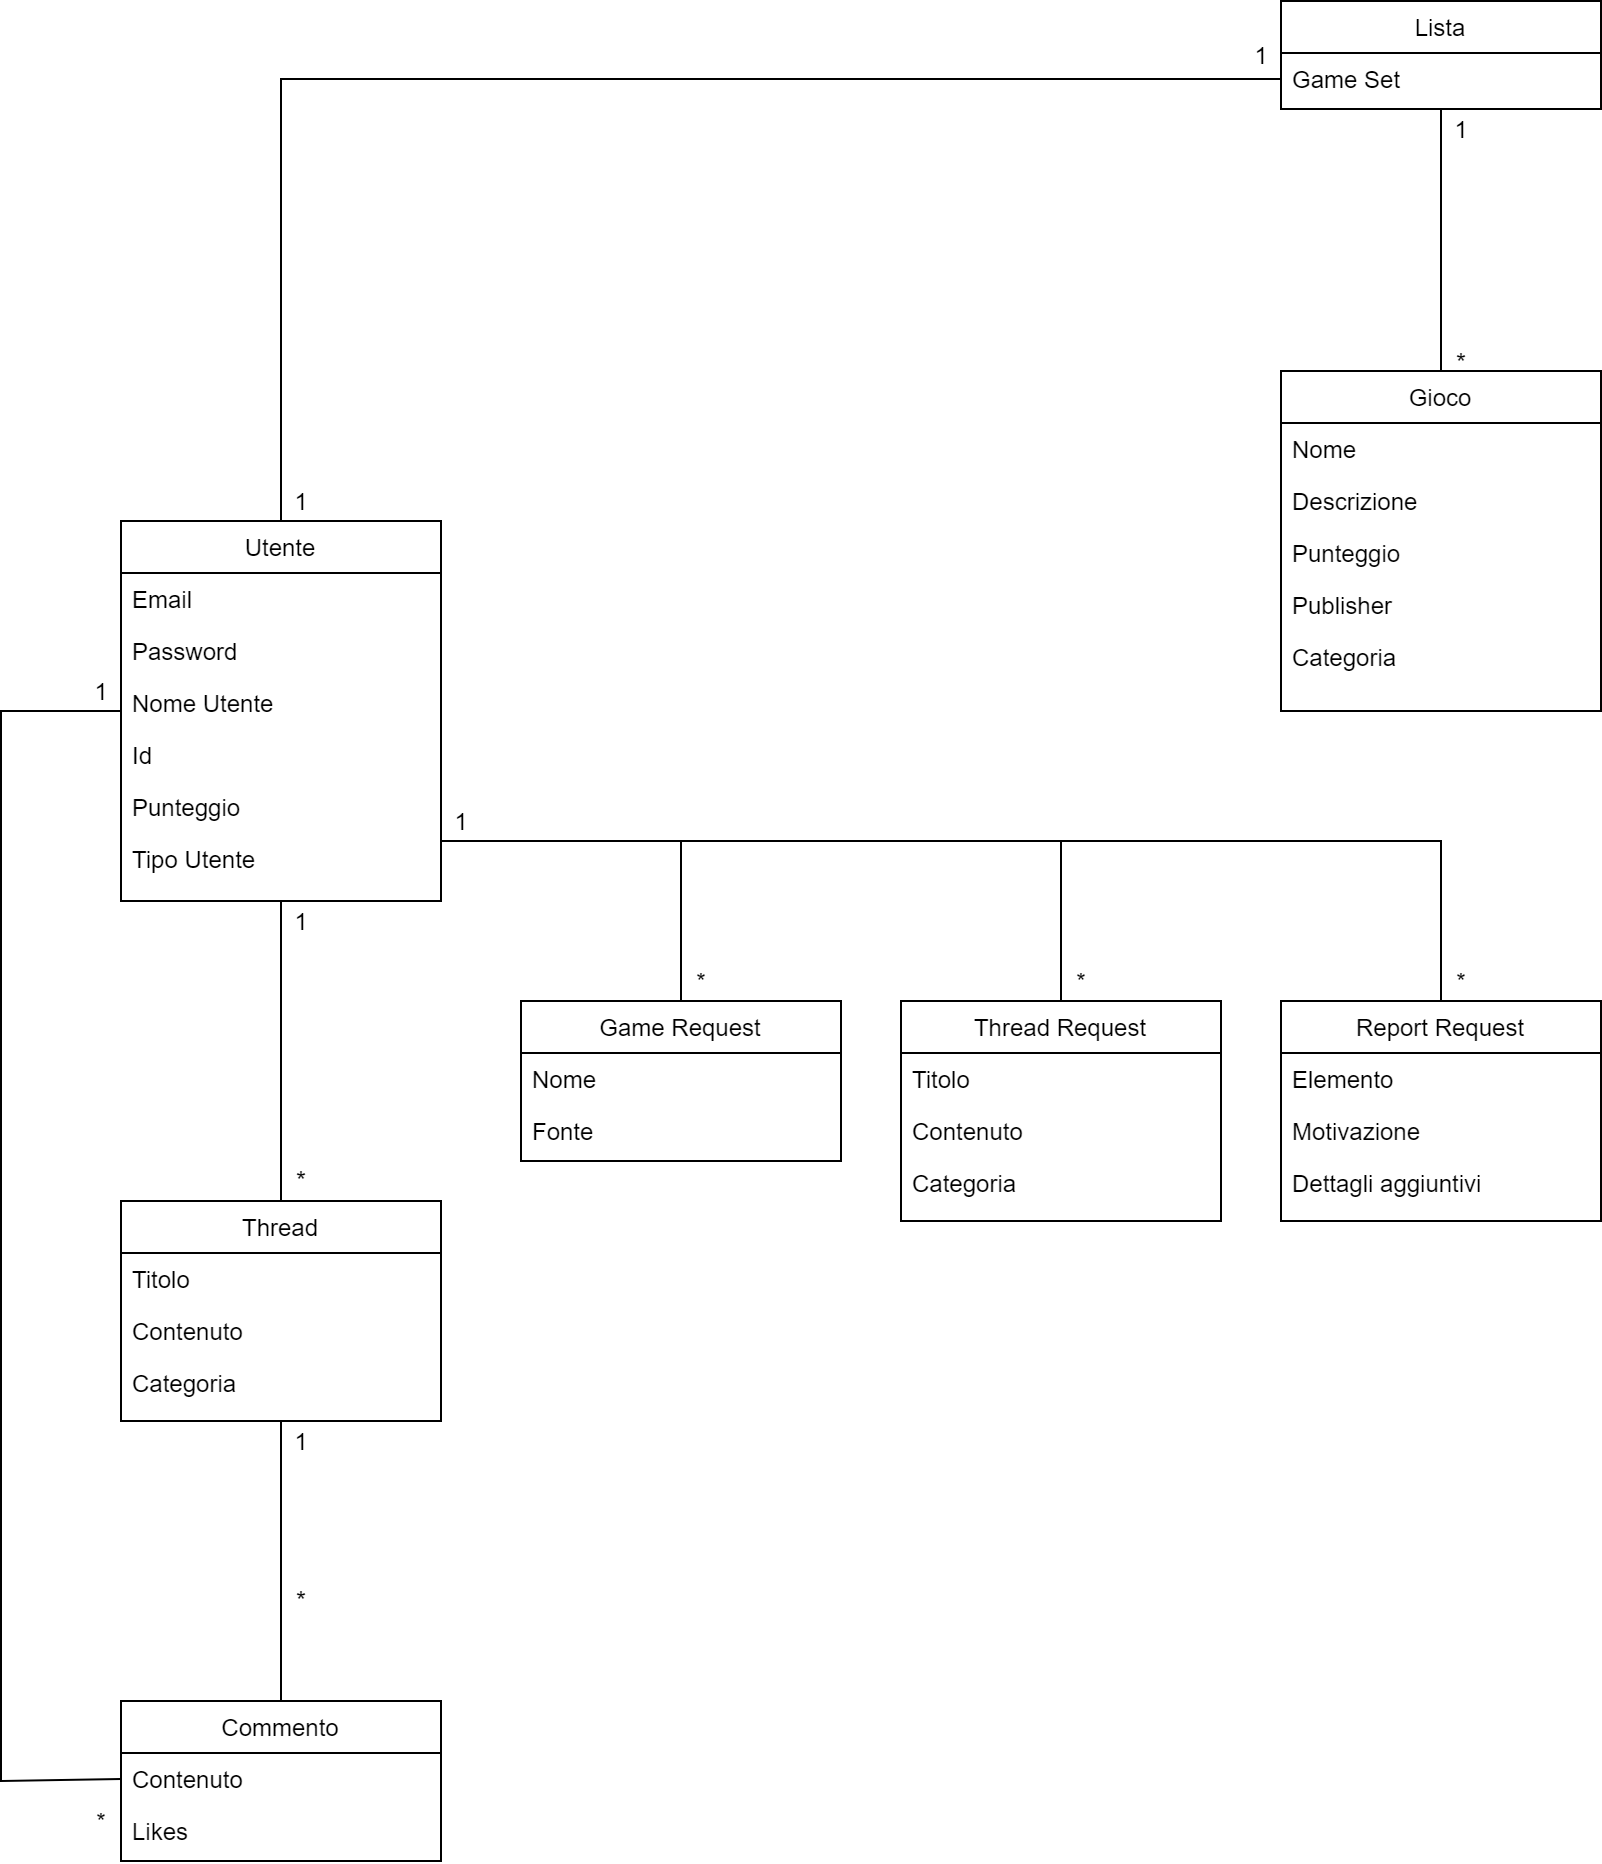 Lista
1
Game Set
1
*
Gioco
Nome
Descrizione
Punteggio
Publisher
Categoria
1
Utente
Email
Password
1
Nome Utente
Id
Punteggio
Tipo Utente
1
1
*
*
*
Game Request
Nome
Fonte
Thread Request
Titolo
Contenuto
Categoria
Report Request
Elemento
Motivazione
Dettagli aggiuntivi
*
Thread
Titolo
Contenuto
Categoria
1
*
Commento
Contenuto
*
Likes